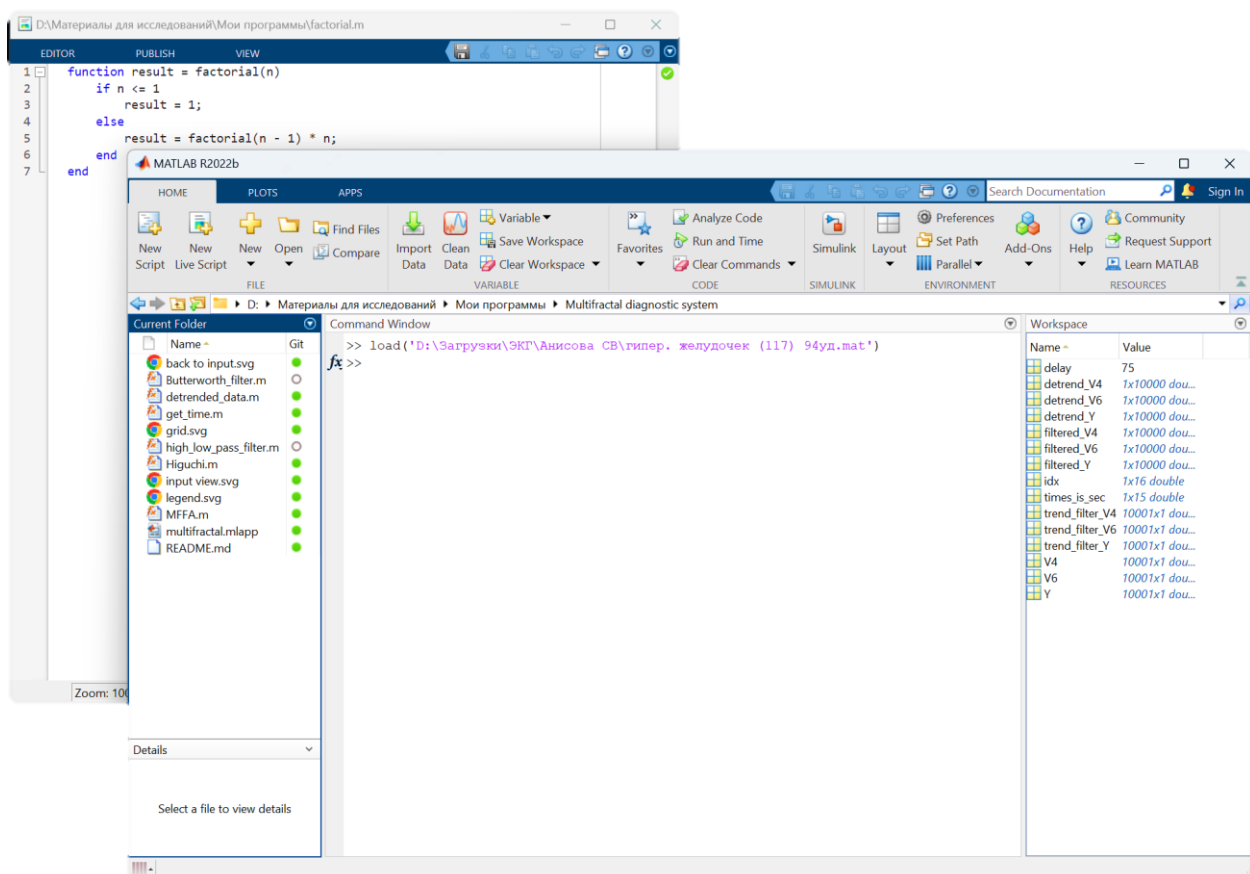 D:\Материалы для исследований\Мои программы\factorial.m
EDITOR PUBLISH VIEW
1 function result = factorial(n)
2 if n <= 1
3 result = 1;
4 else
5 result = factorial(n - 1) * n;
6 end
7 end
Zoom: 100
MATLAB R2022b
HOME PLOTS APPS Search Documentation Sign In
New Script
New Live Script
New
Open
Find Files
Compare
FILE
Import Data
Clean Data
Variable
Save Workspace
Clear Workspace
VARIABLE
Favorites
Analyze Code
Run and Time
Clear Commands
CODE
Simulink
SIMULINK
Layout
Preferences
Set Path
Parallel
Add-Ons
ENVIRONMENT
Help
Community
Request Support
Learn MATLAB
RESOURCES
D: Материалы для исследований Мои программы Multifractal diagnostic system
Current Folder
Name Git
back to input.svg
Butterworth_filter.m
detrended_data.m
get_time.m
grid.svg
high_low_pass_filter.m
Higuchi.m
input view.svg
legend.svg
MFFA.m
multifractal.mlapp
README.md
Details
Select a file to view details
Command Window
>> load('D:\Загрузки\ЭКГ\Анисова СВ\гипер. желудочек (117) 94уд.mat')
fx >>
Workspace
Name Value
delay 75
detrend_V4 1x10000 dou...
detrend_V6 1x10000 dou...
detrend_Y 1x10000 dou...
filtered_V4 1x10000 dou...
filtered_V6 1x10000 dou...
filtered_Y 1x10000 dou...
idx 1x16 double
times_is_sec 1x15 double
trend_filter_V4 10001x1 dou...
trend_filter_V6 10001x1 dou...
trend_filter_Y 10001x1 dou...
V4 10001x1 dou...
V6 10001x1 dou...
Y 10001x1 dou...